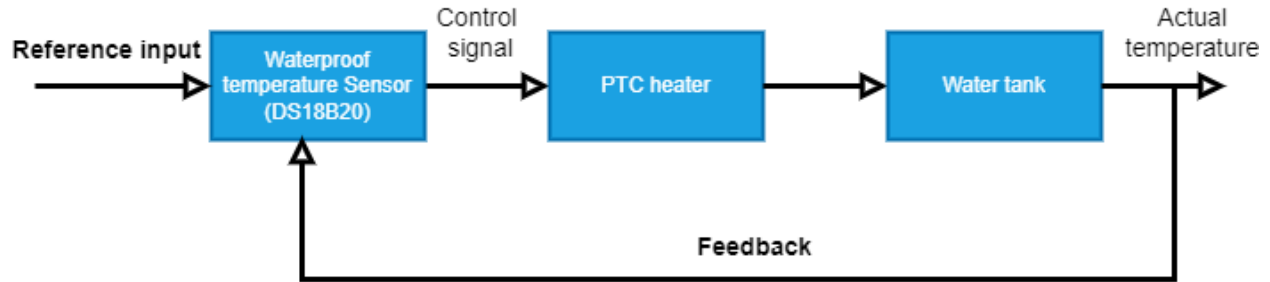 Reference input
Waterproof
temperature Sensor
(DS18B20)
Control
signal
PTC heater
Water tank
Actual
temperature
Feedback